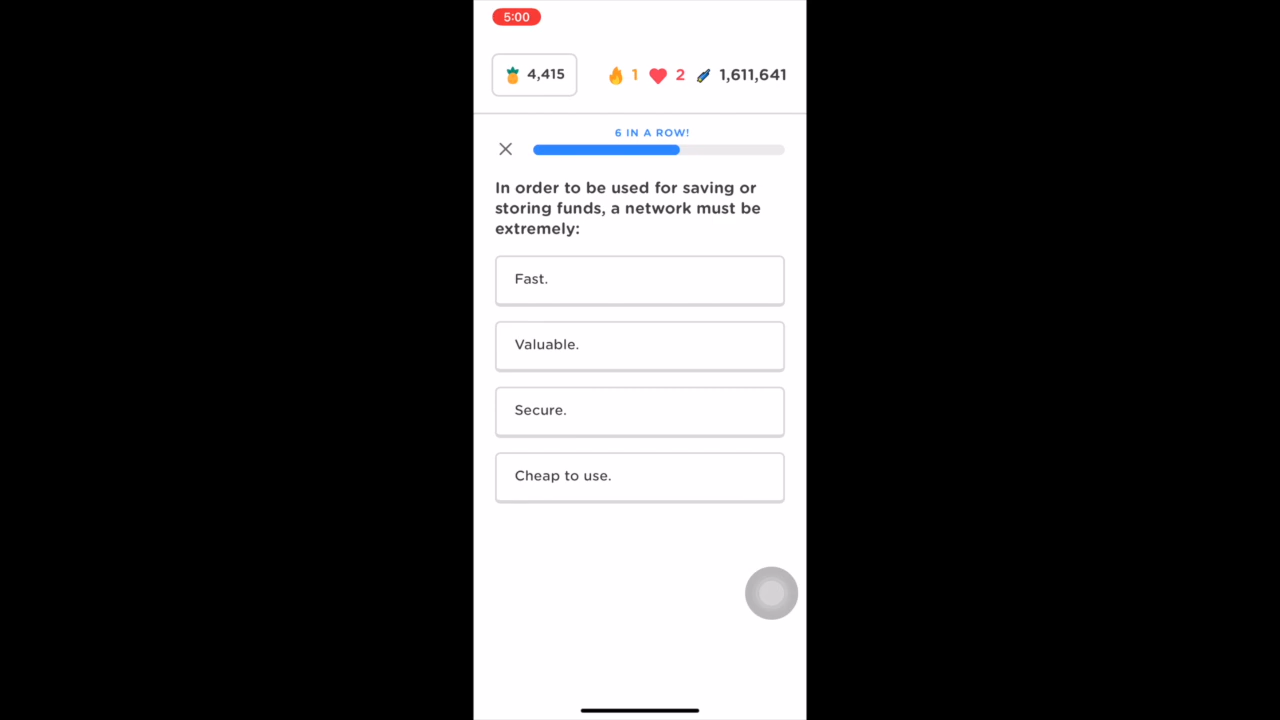 5:00
4,415 1 2 1,611,641
6 IN A ROW!
In order to be used for saving or
storing funds, a network must be
extremely:
Fast.
Valuable.
Secure.
Cheap to use.